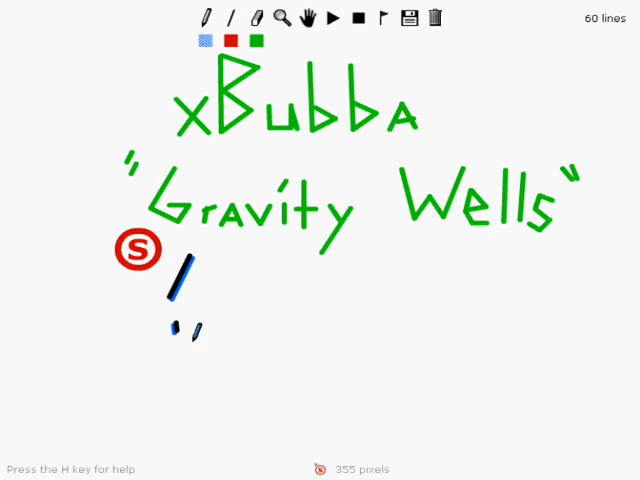 60 lines
xBubba
"Gravity Wells"
S
Press the H key for help
S 355 pixels